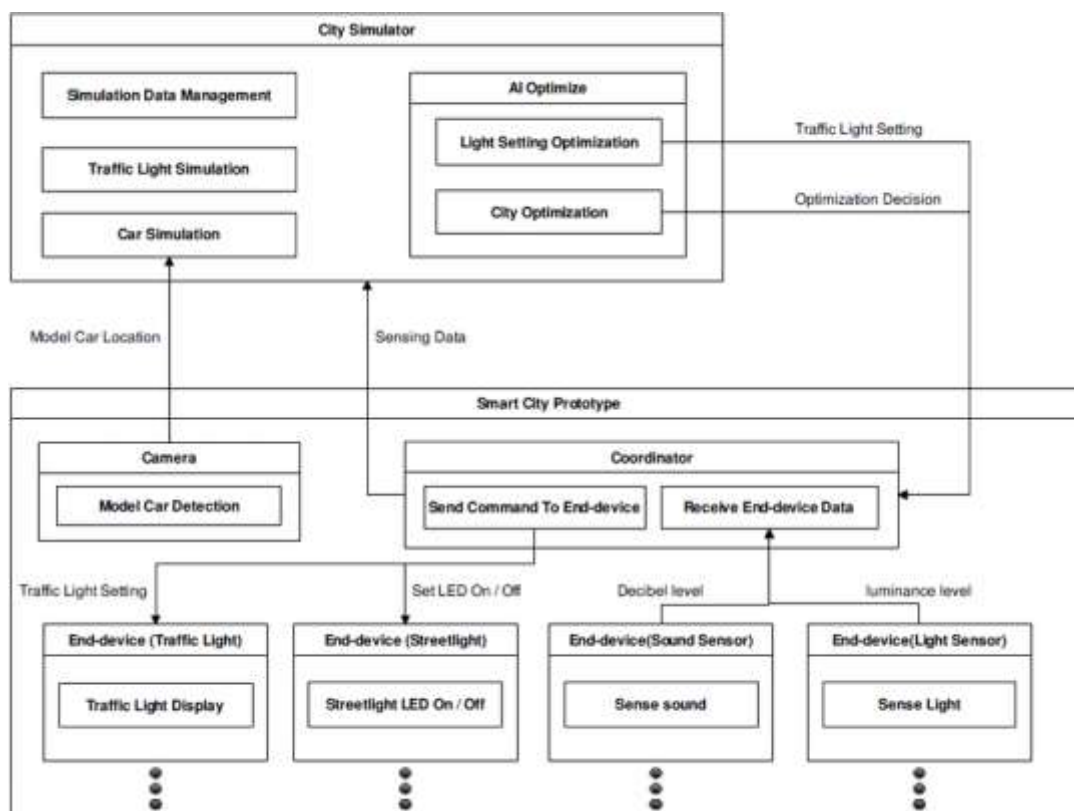 City Simulator
Simulation Data Management
Traffic Light Simulation
Car Simulation
AI Optimize
Light Setting Optimization
City Optimization
Traffic Light Setting
Optimization Decision
Model Car Location
Sensing Data
Smart City Prototype
Camera
Model Car Detection
Coordinator
Send Command To End-device
Receive End-device Data
Traffic Light Setting
Set LED On / Off
Decibel level
luminance level
End-device (Traffic Light)
Traffic Light Display
End-device (Streetlight)
Streetlight LED On / Off
End-device(Sound Sensor)
Sense sound
End-device(Light Sensor)
Sense Light